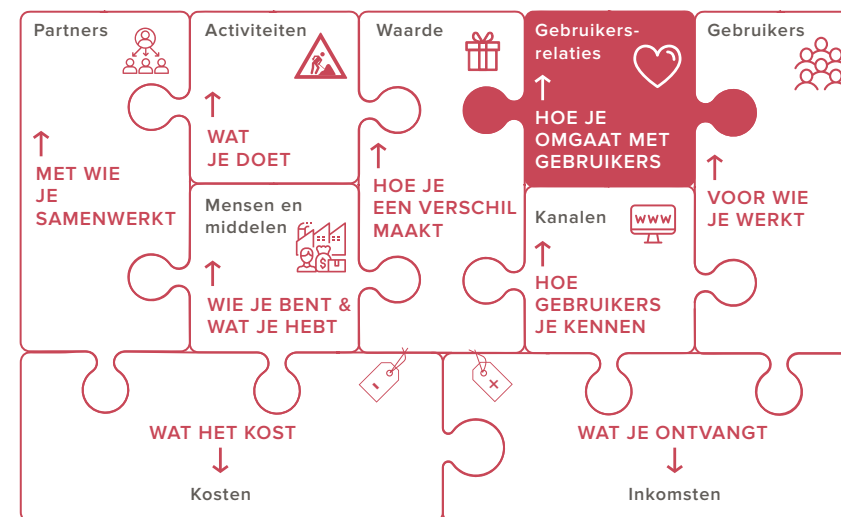 Partners
MET WIE
JE
SAMENWERKT
Activiteiten
WAT
JE DOET
Mensen en
middelen
WIE JE BENT &
WAT JE HEBT
Waarde
HOE JE
EEN VERSCHIL
MAAKT
Gebruikers-
relaties
HOE JE
OMGAAT MET
GEBRUIKERS
Kanalen
www
HOE
GEBRUIKERS
JE KENNEN
Gebruikers
VOOR WIE
JE WERKT
-
+
WAT HET KOST
Kosten
WAT JE ONTVANGT
Inkomsten